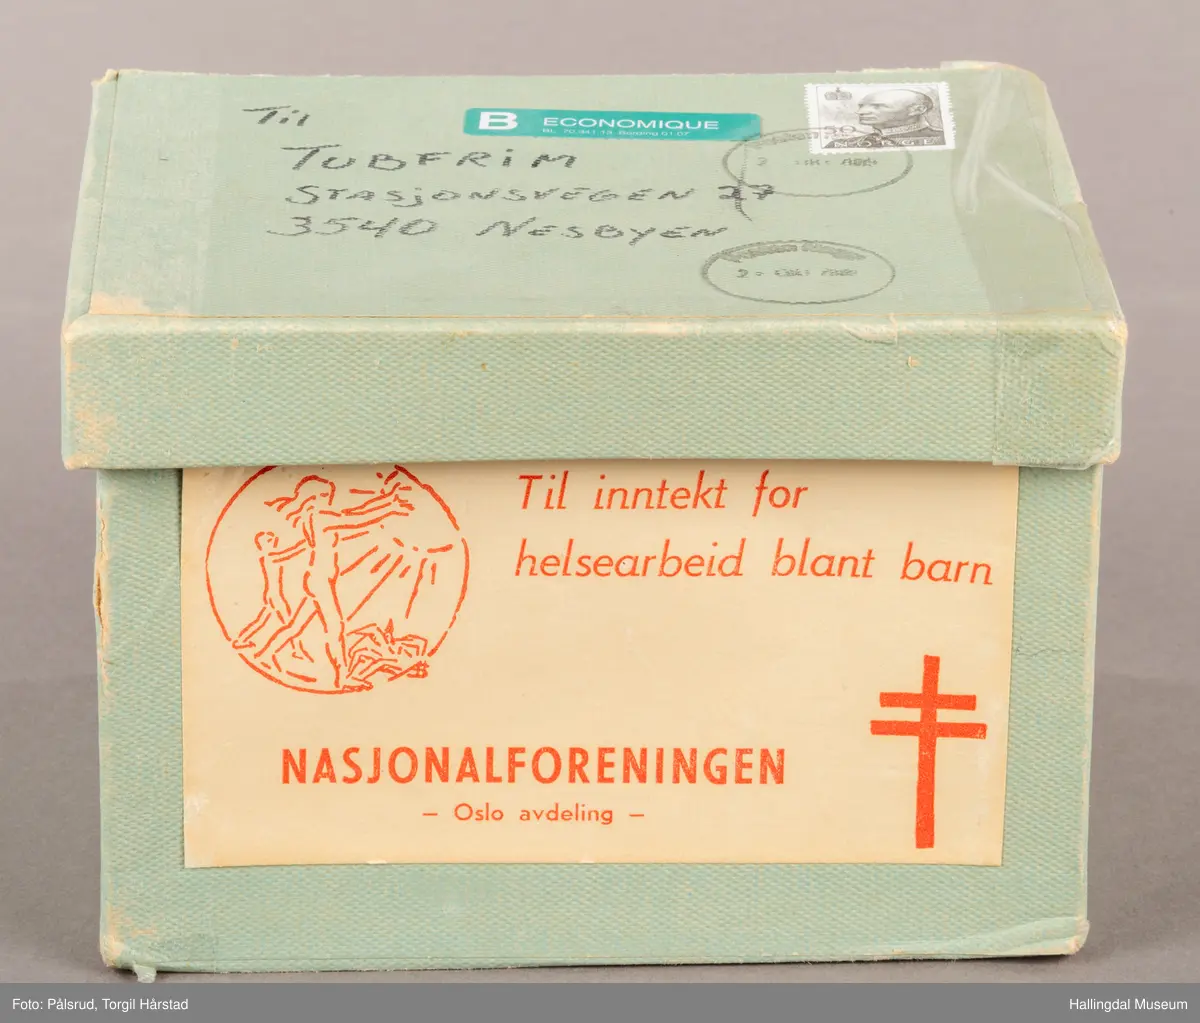 Til
B ECONOMIQUE
TUBFRIM
STASJONSVEGEN 27
3540 NESBYEN
NORGE
Til inntekt for
helsearbeid blant barn
NASJONALFORENINGEN
– Oslo avdeling –
Foto: Pålsrud, Torgil Hårstad
Hallingdal Museum